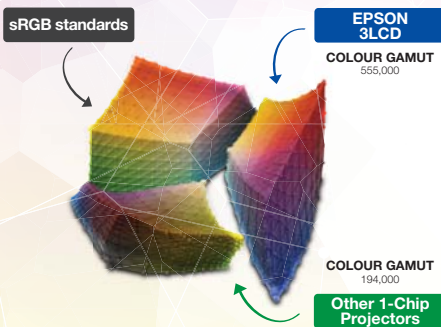 sRGB standards
EPSON
3LCD
COLOUR GAMUT
555,000
COLOUR GAMUT
194,000
Other 1-Chip
Projectors